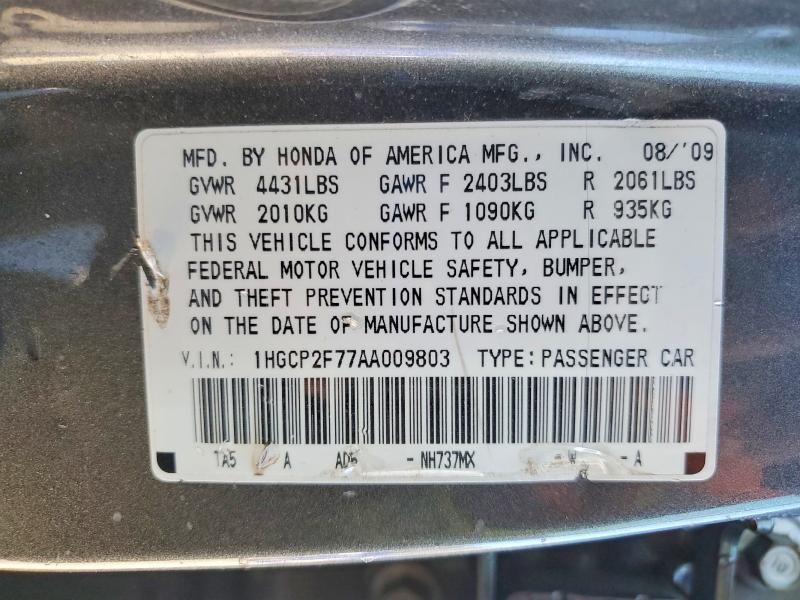 MFD. BY HONDA OF AMERICA MFG., INC. 08/'09
GVWR 4431LBS GAWR F 2403LBS R 2061LBS
GVWR 2010KG GAWR F 1090KG R 935KG
THIS VEHICLE CONFORMS TO ALL APPLICABLE
FEDERAL MOTOR VEHICLE SAFETY, BUMPER,
AND THEFT PREVENTION STANDARDS IN EFFECT
ON THE DATE OF MANUFACTURE SHOWN ABOVE.
V.I.N.: 1HGCP2F77AA009803 TYPE: PASSENGER CAR
TA5 A AD5 -NH737MX -W -A